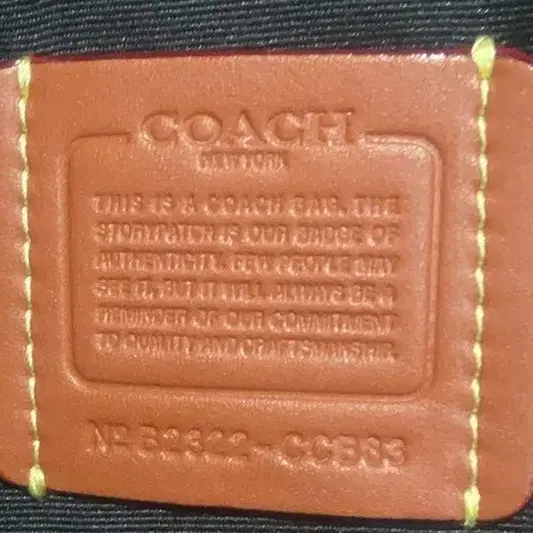 COACH
NEW YORK
THIS IS A COACH BAG. THE
STORYPATCH IS OUR BADGE OF
AUTHENTICITY. FEW PEOPLE MAY
SEE IT, BUT IT WILL ALWAYS BE A
REMINDER OF OUR COMMITMENT
TO QUALITY AND CRAFTSMANSHIP.
Nº B2322-CCB83